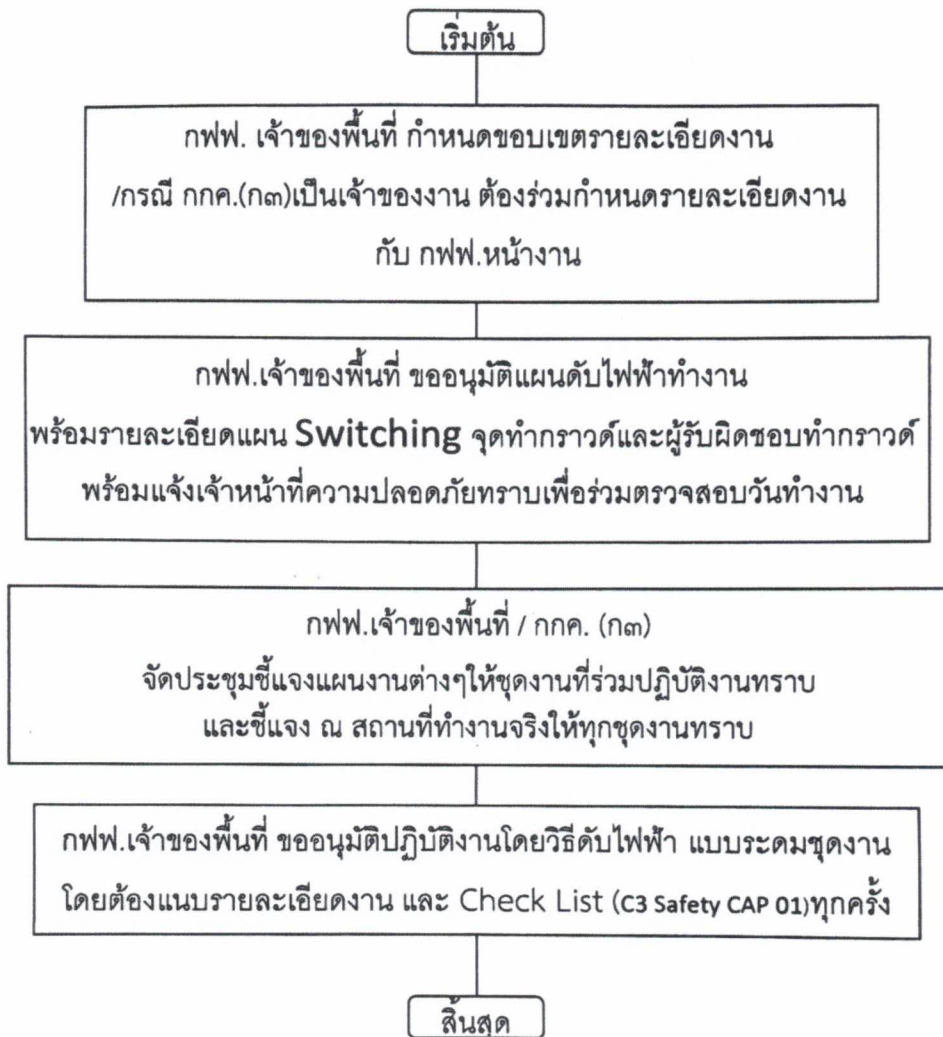 เริ่มต้น
กฟฟ. เจ้าของพื้นที่ กำหนดขอบเขตรายละเอียดงาน
/กรณี กกค.(ก๓)เป็นเจ้าของงาน ต้องร่วมกำหนดรายละเอียดงาน
กับ กฟฟ.หน้างาน
กฟฟ.เจ้าของพื้นที่ ขออนุมัติแผนดับไฟฟ้าทำงาน
พร้อมรายละเอียดแผน Switching จุดทำกราวด์และผู้รับผิดชอบทำกราวด์
พร้อมแจ้งเจ้าหน้าที่ความปลอดภัยทราบเพื่อร่วมตรวจสอบวันทำงาน
กฟฟ.เจ้าของพื้นที่ / กกค. (ก๓)
จัดประชุมชี้แจงแผนงานต่างๆให้ชุดงานที่ร่วมปฏิบัติงานทราบ
และชี้แจง ณ สถานที่ทำงานจริงให้ทุกชุดงานทราบ
กฟฟ.เจ้าของพื้นที่ ขออนุมัติปฏิบัติงานโดยวิธีดับไฟฟ้า แบบระดมชุดงาน
โดยต้องแนบรายละเอียดงาน และ Check List (C3 Safety CAP 01)ทุกครั้ง
สิ้นสุด